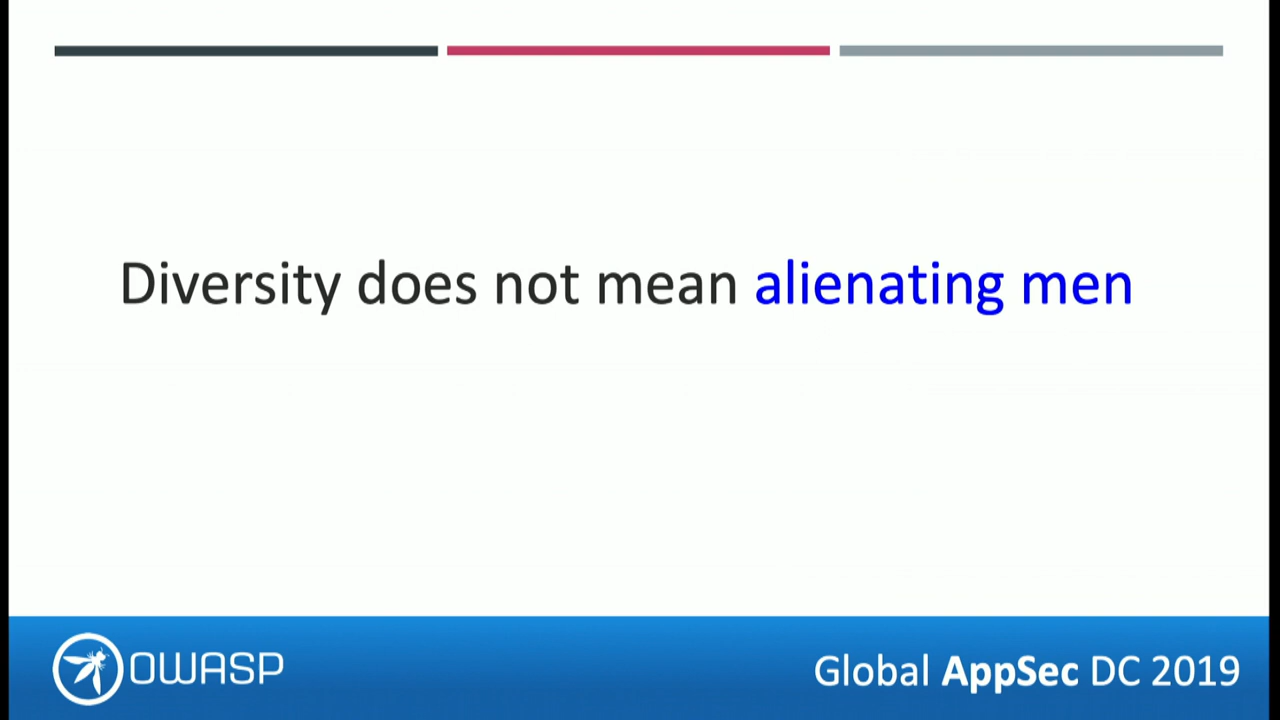 Diversity does not mean alienating men
OWASP
Global AppSec DC 2019